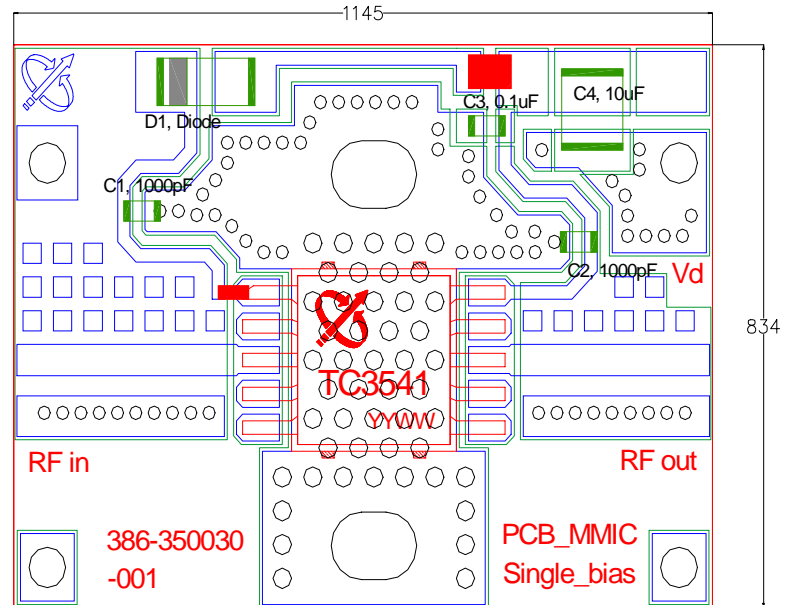 1145
C3, 0.1uF
C4, 10uF
D1, Diode
C1, 1000pF
C2, 1000pF
Vd
834
TC3541
YYWW
RF in
RF out
386-350030
-001
PCB_MMIC
Single_bias